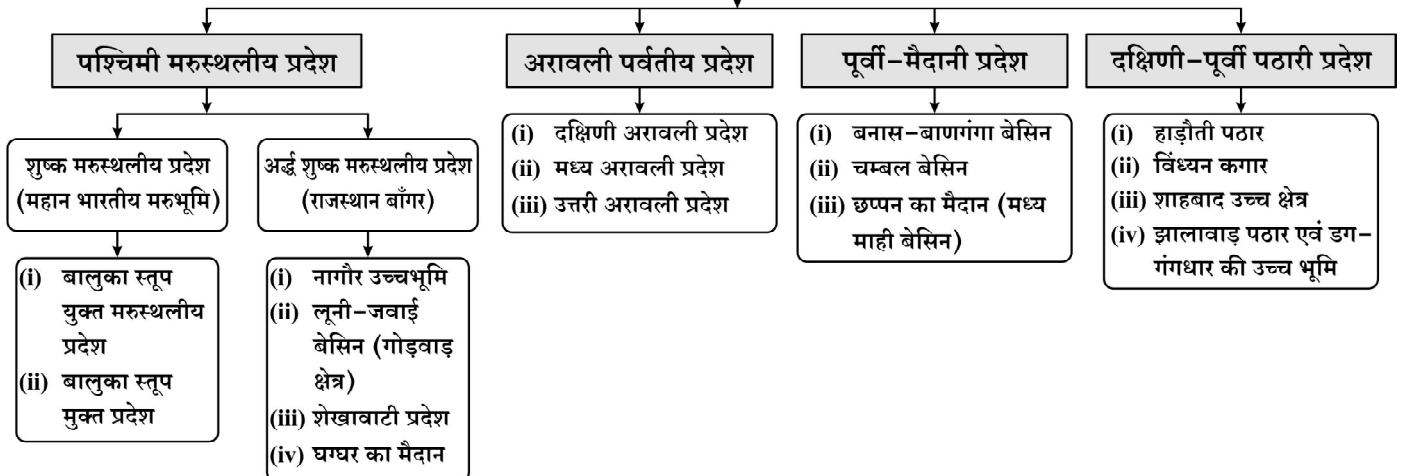 पश्चिमी मरुस्थलीय प्रदेश
अरावली पर्वतीय प्रदेश
पूर्वी-मैदानी प्रदेश
दक्षिणी-पूर्वी पठारी प्रदेश
शुष्क मरुस्थलीय प्रदेश
(महान भारतीय मरुभूमि)
अर्द्ध शुष्क मरुस्थलीय प्रदेश
(राजस्थान बाँगर)
(i) दक्षिणी अरावली प्रदेश
(ii) मध्य अरावली प्रदेश
(iii) उत्तरी अरावली प्रदेश
(i) बनास-बाणगंगा बेसिन
(ii) चम्बल बेसिन
(iii) छप्पन का मैदान (मध्य
माही बेसिन)
(i) हाड़ौती पठार
(ii) विंध्यन कगार
(iii) शाहबाद उच्च क्षेत्र
(iv) झालावाड़ पठार एवं डग-
गंगधार की उच्च भूमि
(i) बालुका स्तूप
युक्त मरुस्थलीय
प्रदेश
(ii) बालुका स्तूप
मुक्त प्रदेश
(i) नागौर उच्चभूमि
(ii) लूनी-जवाई
बेसिन (गोड़वाड़
क्षेत्र)
(iii) शेखावाटी प्रदेश
(iv) घग्घर का मैदान